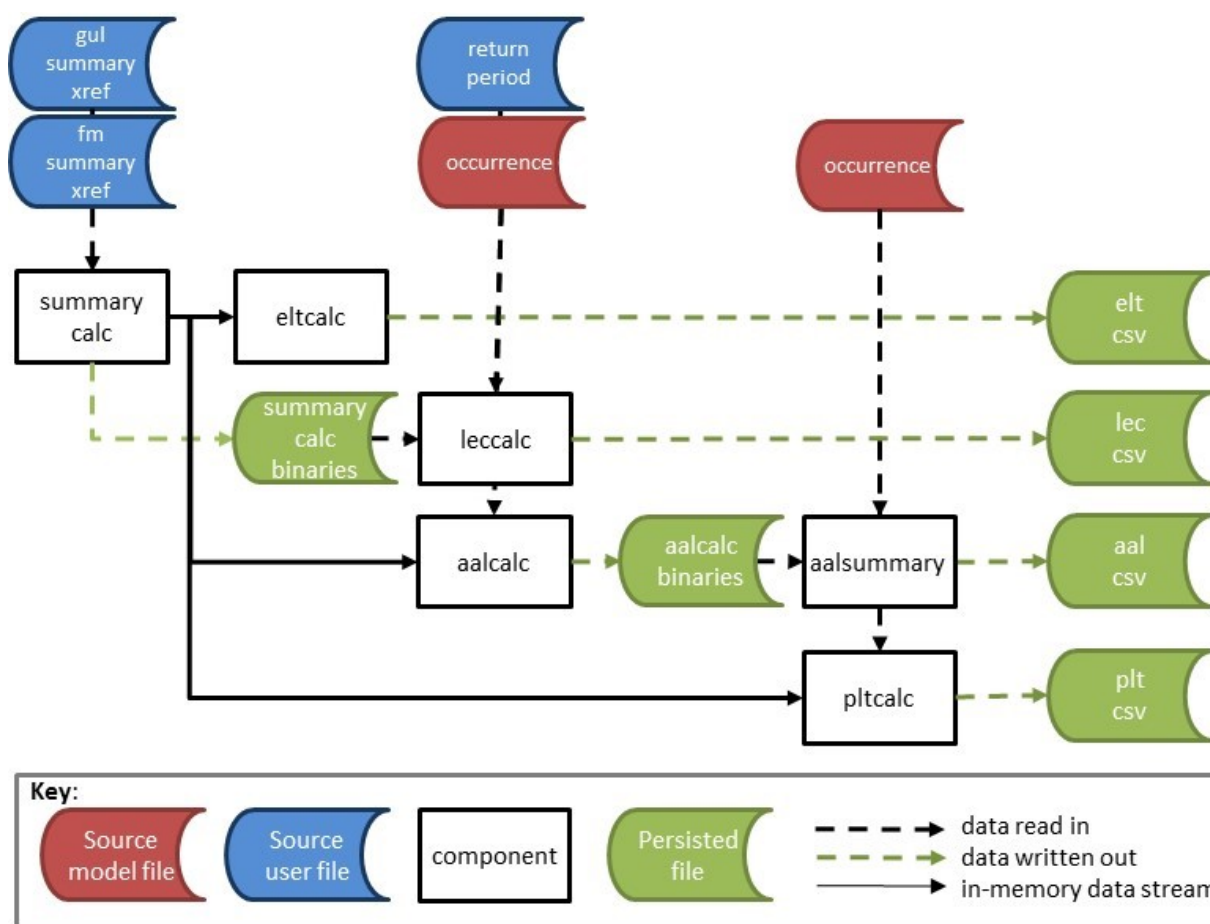 gul
summary
xref
fm
summary
xref
return
period
occurrence
occurrence
summary
calc
eltcalc
elt
csv
summary
calc
binaries
leccalc
lec
csv
aalcalc
aalcalc
binaries
aalsummary
aal
csv
pltcalc
plt
csv
Key:
Source
model file
Source
user file
component
Persisted
file
data read in
data written out
in-memory data stream